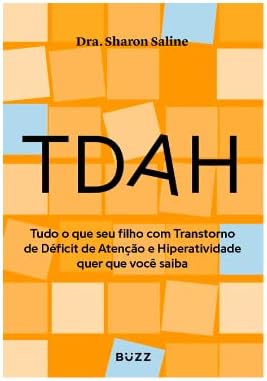 Dra. Sharon Saline
TDAH
Tudo o que seu filho com Transtorno
de Déficit de Atenção e Hiperatividade
quer que você saiba
BUZZ